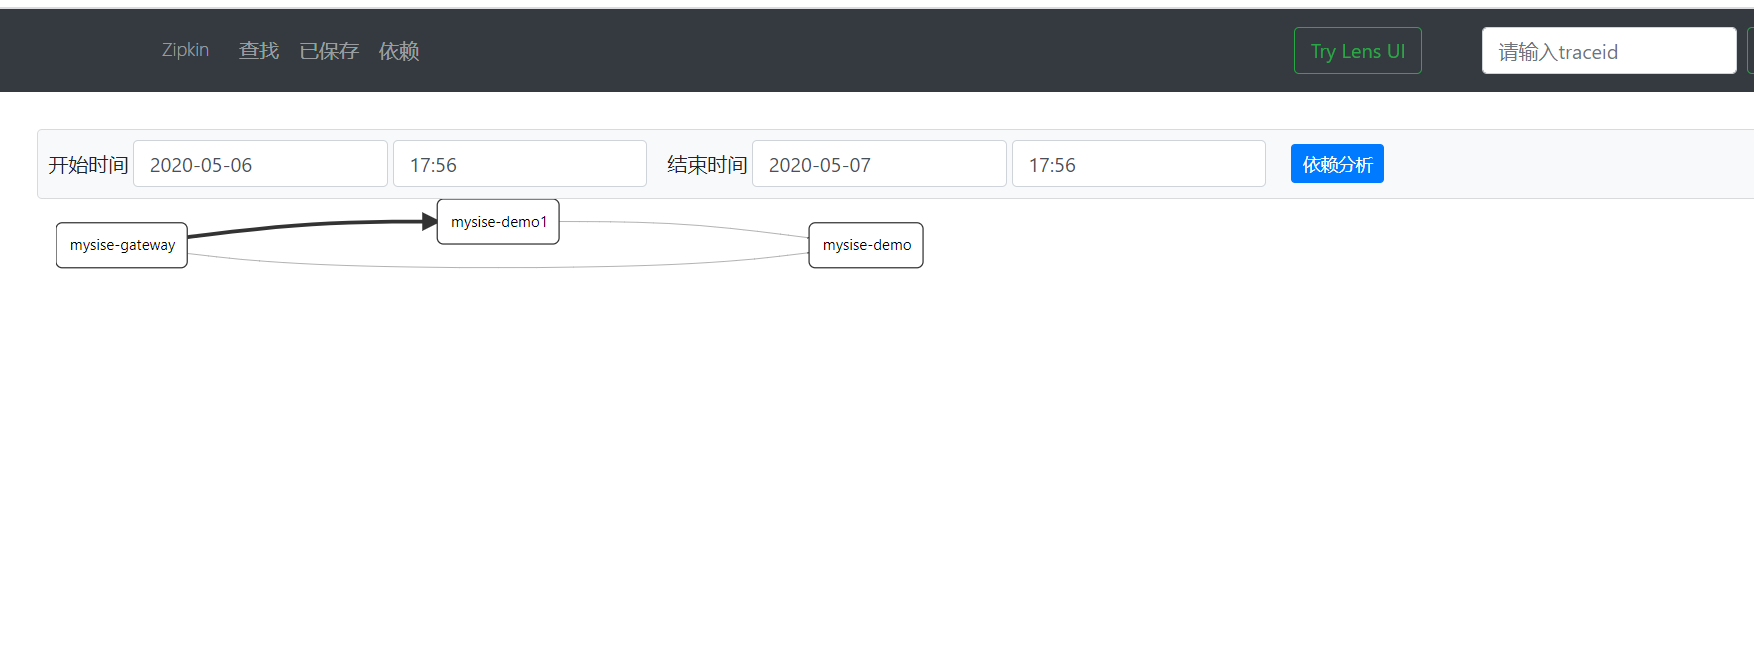 Zipkin 查找 已保存 依赖 Try Lens UI 请输入traceid
开始时间 2020-05-06 17:56 结束时间 2020-05-07 17:56 依赖分析
mysise-demo1
mysise-gateway mysise-demo